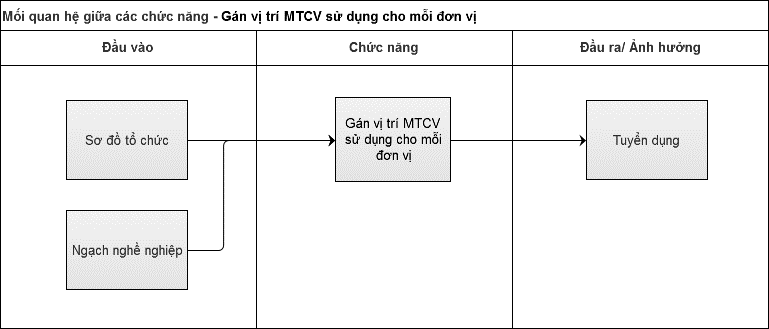 Mối quan hệ giữa các chức năng - Gán vị trí MTCV sử dụng cho mỗi đơn vị
Đầu vào
Chức năng
Đầu ra/ Ảnh hưởng
Sơ đồ tổ chức
Gán vị trí MTCV
sử dụng cho mỗi
đơn vị
Tuyển dụng
Ngạch nghề nghiệp